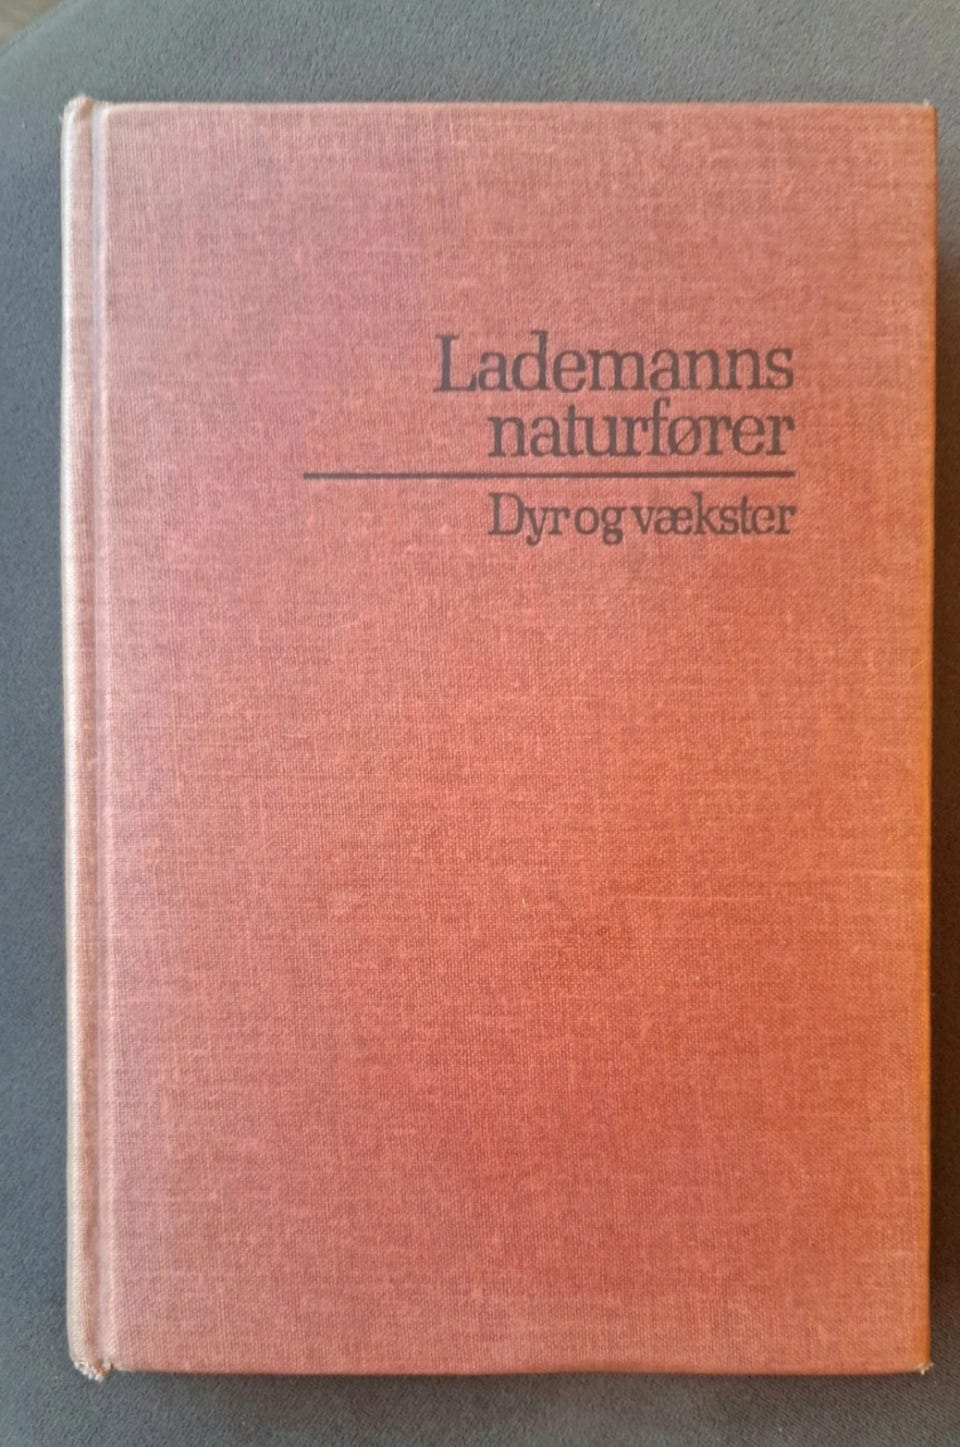 Lademanns
naturfører
Dyr og vækster